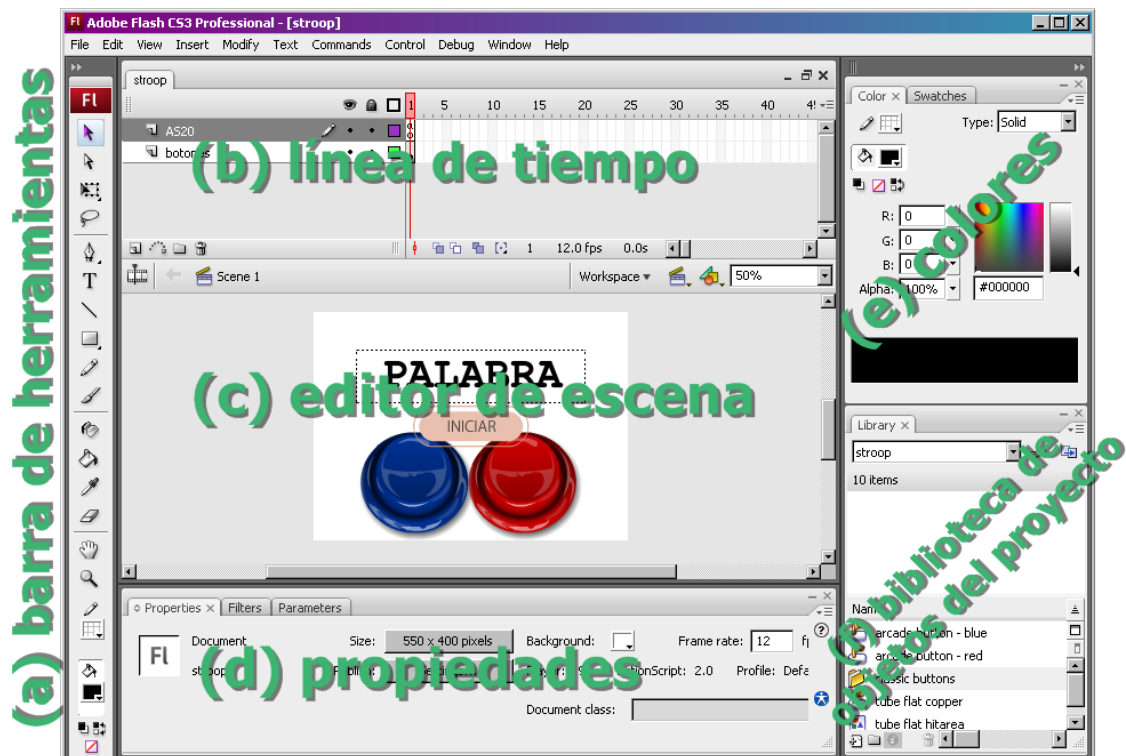 Fl Adobe Flash CS3 Professional - [stroop]
File Edit View Insert Modify Text Commands Control Debug Window Help
(a) barra de herramientas
Fl
T
stroop
1 5 10 15 20 25 30 35 40
AS20
botones
(b) línea de tiempo
1 12.0 fps 0.0s
Scene 1
Workspace
50%
PALABRA
(c) editor de escena
INICIAR
Properties Filters Parameters
Fl
Document Size: 550 x 400 pixels Background: Frame rate: 12
ActionScript: 2.0 Profile:
(d) propiedades
Document class:
Color Swatches
Type: Solid
R: 0
G: 0
B: 0
Alpha: 100% #000000
(e) colores
Library
stroop
10 items
(f) biblioteca de
objetos del proyecto
arcade button - blue
arcade button - red
classic buttons
tube flat copper
tube flat hitarea